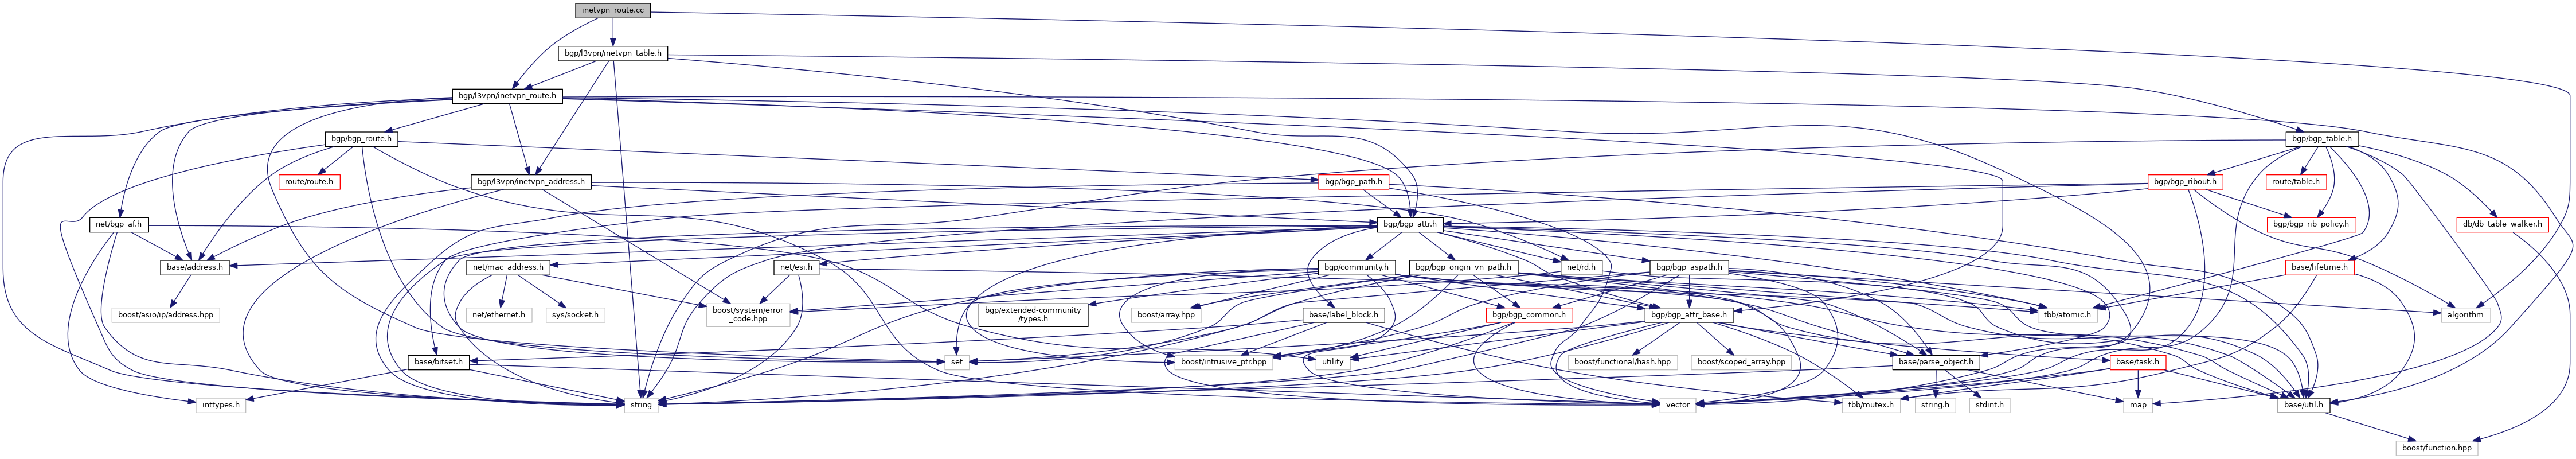 inetvpn_route.cc
bgp/l3vpn/inetvpn_table.h
bgp/l3vpn/inetvpn_route.h
bgp/bgp_route.h
bgp/bgp_table.h
route/route.h
bgp/l3vpn/inetvpn_address.h
bgp/bgp_path.h
bgp/bgp_ribout.h
route/table.h
net/bgp_af.h
bgp/bgp_attr.h
bgp/bgp_rib_policy.h
db/db_table_walker.h
base/address.h
net/mac_address.h
net/esi.h
bgp/community.h
bgp/bgp_origin_vn_path.h
net/rd.h
bgp/bgp_aspath.h
base/lifetime.h
boost/asio/ip/address.hpp
net/ethernet.h
sys/socket.h
boost/system/error
_code.hpp
bgp/extended-community
/types.h
boost/array.hpp
base/label_block.h
bgp/bgp_common.h
bgp/bgp_attr_base.h
tbb/atomic.h
algorithm
base/bitset.h
set
boost/intrusive_ptr.hpp
utility
boost/functional/hash.hpp
boost/scoped_array.hpp
base/parse_object.h
base/task.h
inttypes.h
string
vector
tbb/mutex.h
string.h
stdint.h
map
base/util.h
boost/function.hpp